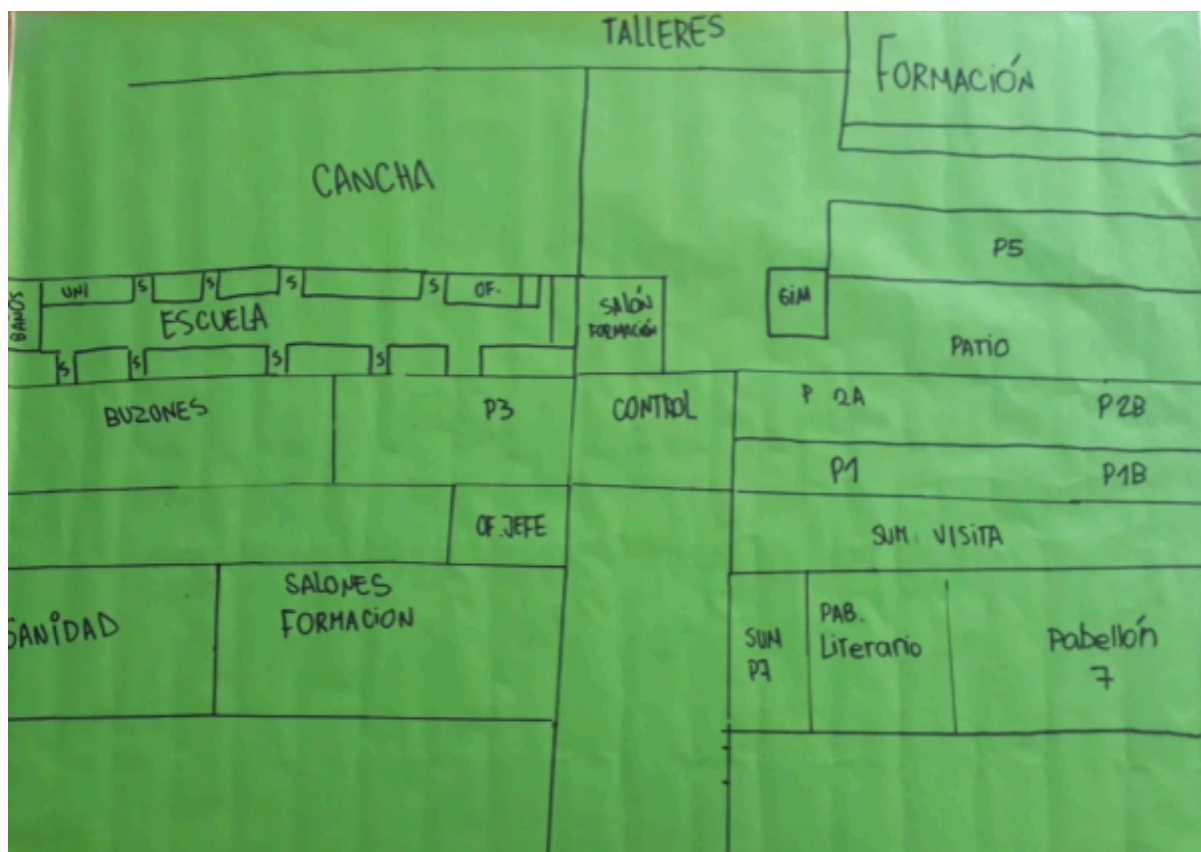 TALLERES
FORMACIÓN
CANCHA
P5
BAÑOS
UNI
S
S
S
S
OF.
SALÓN
FORMACIÓN
GIM
ESCUELA
PATIO
S
S
S
S
BUZONES
P3
CONTROL
P 2A
P2B
P1
P1B
OF. JEFE
SUM. VISITA
SANIDAD
SALONES
FORMACION
SUM
P7
PAB.
Literario
Pabellón
7